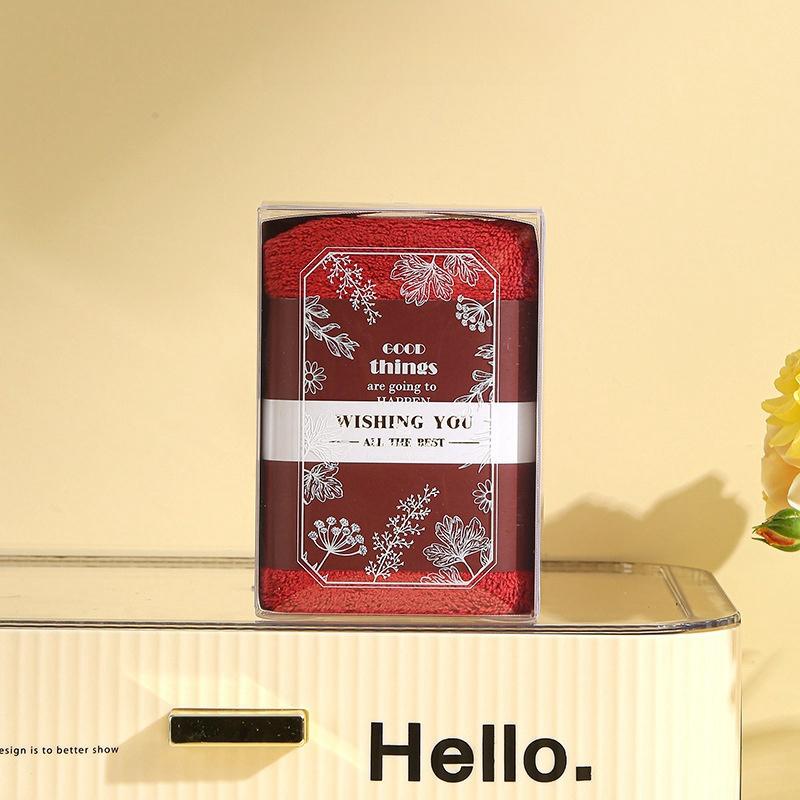 GOOD
things
are going to
HAPPEN
WISHING YOU
ALL THE BEST
esign is to better show
Hello.